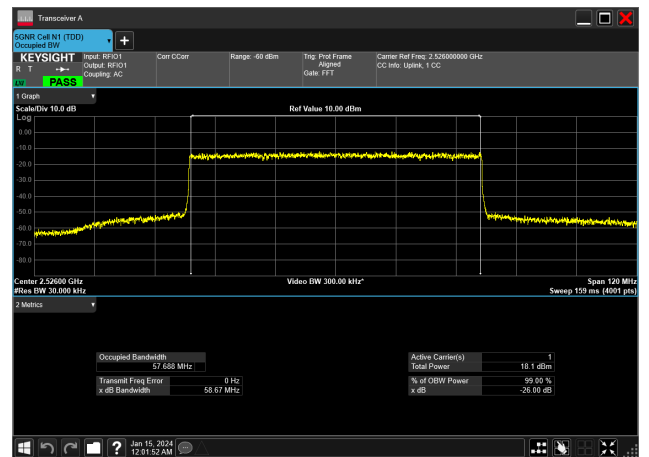 Transceiver A
5GNR Cell N1 (TDD)
Occupied BW
KEYSIGHT
R T
LVI
PASS
Input: RFIO1
Output: RFIO1
Coupling: AC
Corr CCorr
Range: -60 dBm
Trig: Prot Frame
Aligned
Gate: FFT
Carrier Ref Freq: 2.526000000 GHz
CC Info: Uplink, 1 CC
1 Graph
Scale/Div 10.0 dB
Ref Value 10.00 dBm
Log
0.00
-10.0
-20.0
-30.0
-40.0
-50.0
-60.0
-70.0
-80.0
Center 2.52600 GHz
Video BW 300.00 kHz*
Span 120 MHz
#Res BW 30.000 kHz
Sweep 159 ms (4001 pts)
2 Metrics
Occupied Bandwidth
57.688 MHz
Transmit Freq Error 0 Hz
x dB Bandwidth 58.67 MHz
Active Carrier(s) 1
Total Power 18.1 dBm
% of OBW Power 99.00 %
x dB -26.00 dB
Jan 15, 2024
12:01:52 AM